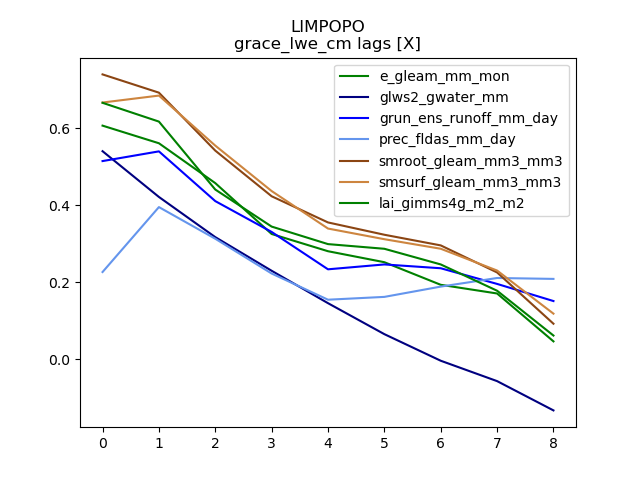 LIMPOPO
grace_lwe_cm lags [X]
e_gleam_mm_mon
glws2_gwater_mm
grun_ens_runoff_mm_day
prec_fldas_mm_day
smroot_gleam_mm3_mm3
smsurf_gleam_mm3_mm3
lai_gimms4g_m2_m2
0.6
0.4
0.2
0.0
0 1 2 3 4 5 6 7 8